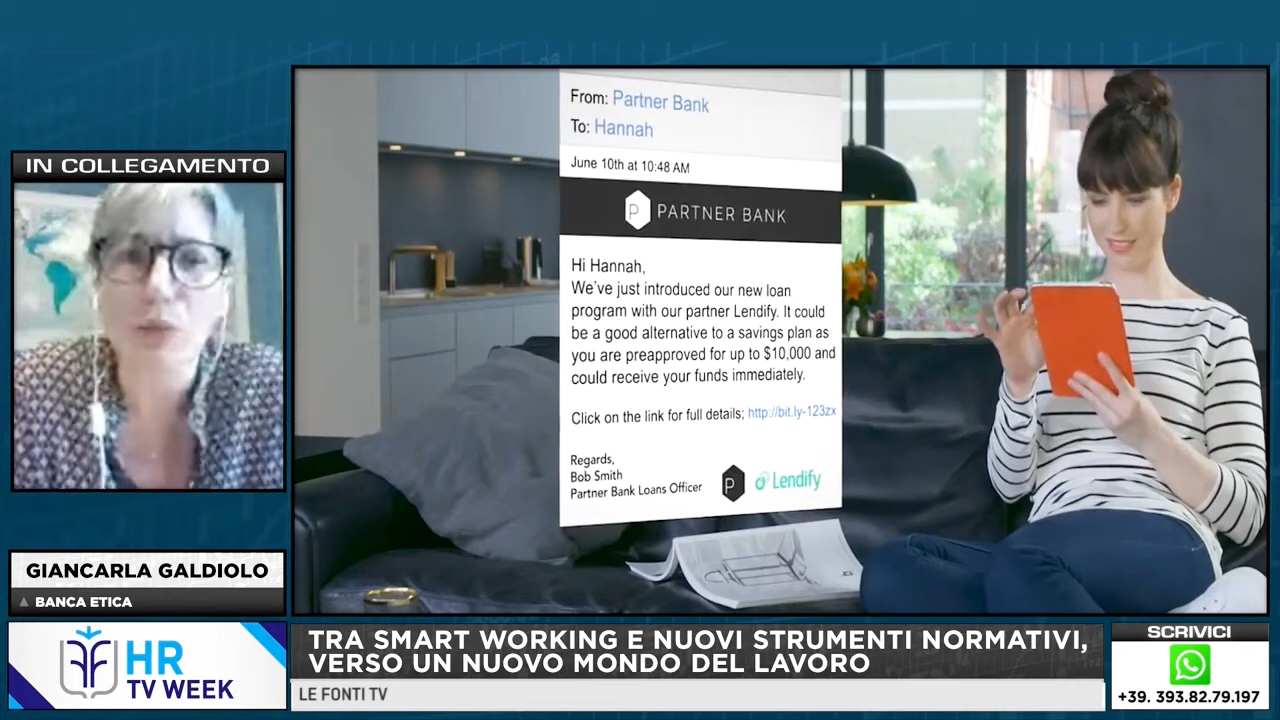 IN COLLEGAMENTO
From: Partner Bank
To: Hannah
June 10th at 10:48 AM
P PARTNER BANK
Hi Hannah,
We've just introduced our new loan
program with our partner Lendify. It could
be a good alternative to a savings plan as
you are preapproved for up to $10,000 and
could receive your funds immediately.
Click on the link for full details; http://bit.ly-123zx
Regards,
Bob Smith
Partner Bank Loans Officer
P Lendify
GIANCARLA GALDIOLO
BANCA ETICA
HR
TV WEEK
TRA SMART WORKING E NUOVI STRUMENTI NORMATIVI,
VERSO UN NUOVO MONDO DEL LAVORO
LE FONTI TV
SCRIVICI
+39. 393.82.79.197